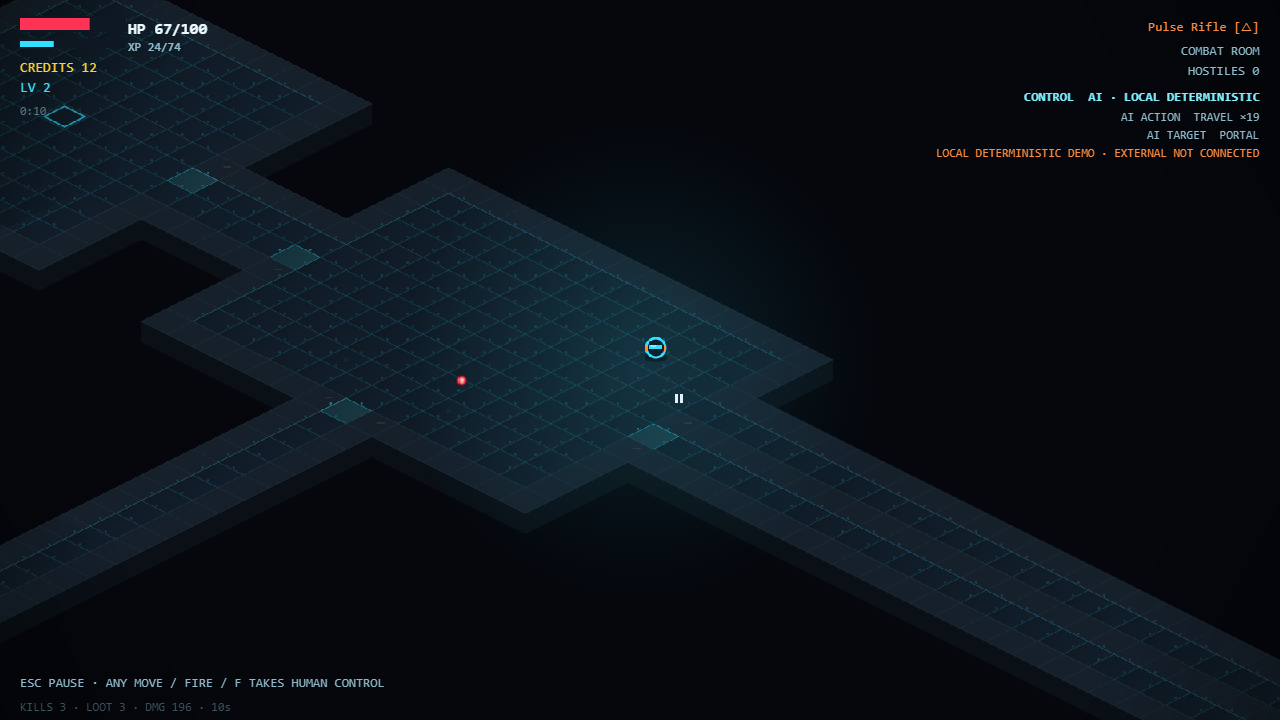 HP 67/100
XP 24/74
CREDITS 12
LV 2
0:10
Pulse Rifle [△]
COMBAT ROOM
HOSTILES 0
CONTROL  AI · LOCAL DETERMINISTIC
AI ACTION  TRAVEL ×19
AI TARGET  PORTAL
LOCAL DETERMINISTIC DEMO · EXTERNAL NOT CONNECTED
ESC PAUSE · ANY MOVE / FIRE / F TAKES HUMAN CONTROL
KILLS 3 · LOOT 3 · DMG 196 · 10s